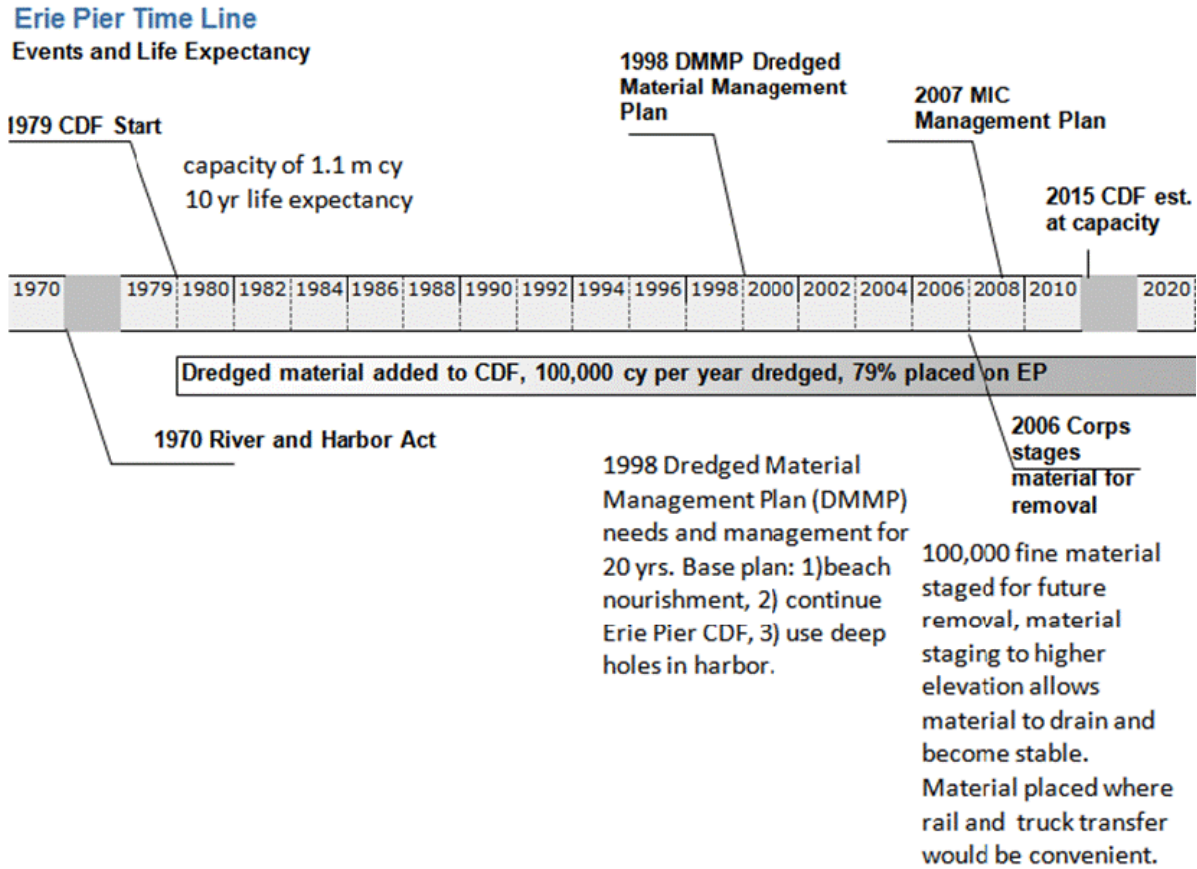 Erie Pier Time Line
Events and Life Expectancy
1979 CDF Start
capacity of 1.1 m cy
10 yr life expectancy
1998 DMMP Dredged
Material Management
Plan
2007 MIC
Management Plan
2015 CDF est.
at capacity
1970 1979 1980 1982 1984 1986 1988 1990 1992 1994 1996 1998 2000 2002 2004 2006 2008 2010 2020
Dredged material added to CDF, 100,000 cy per year dredged, 79% placed on EP
1970 River and Harbor Act
1998 Dredged Material
Management Plan (DMMP)
needs and management for
20 yrs. Base plan: 1)beach
nourishment, 2) continue
Erie Pier CDF, 3) use deep
holes in harbor.
2006 Corps
stages
material for
removal
100,000 fine material
staged for future
removal, material
staging to higher
elevation allows
material to drain and
become stable.
Material placed where
rail and truck transfer
would be convenient.